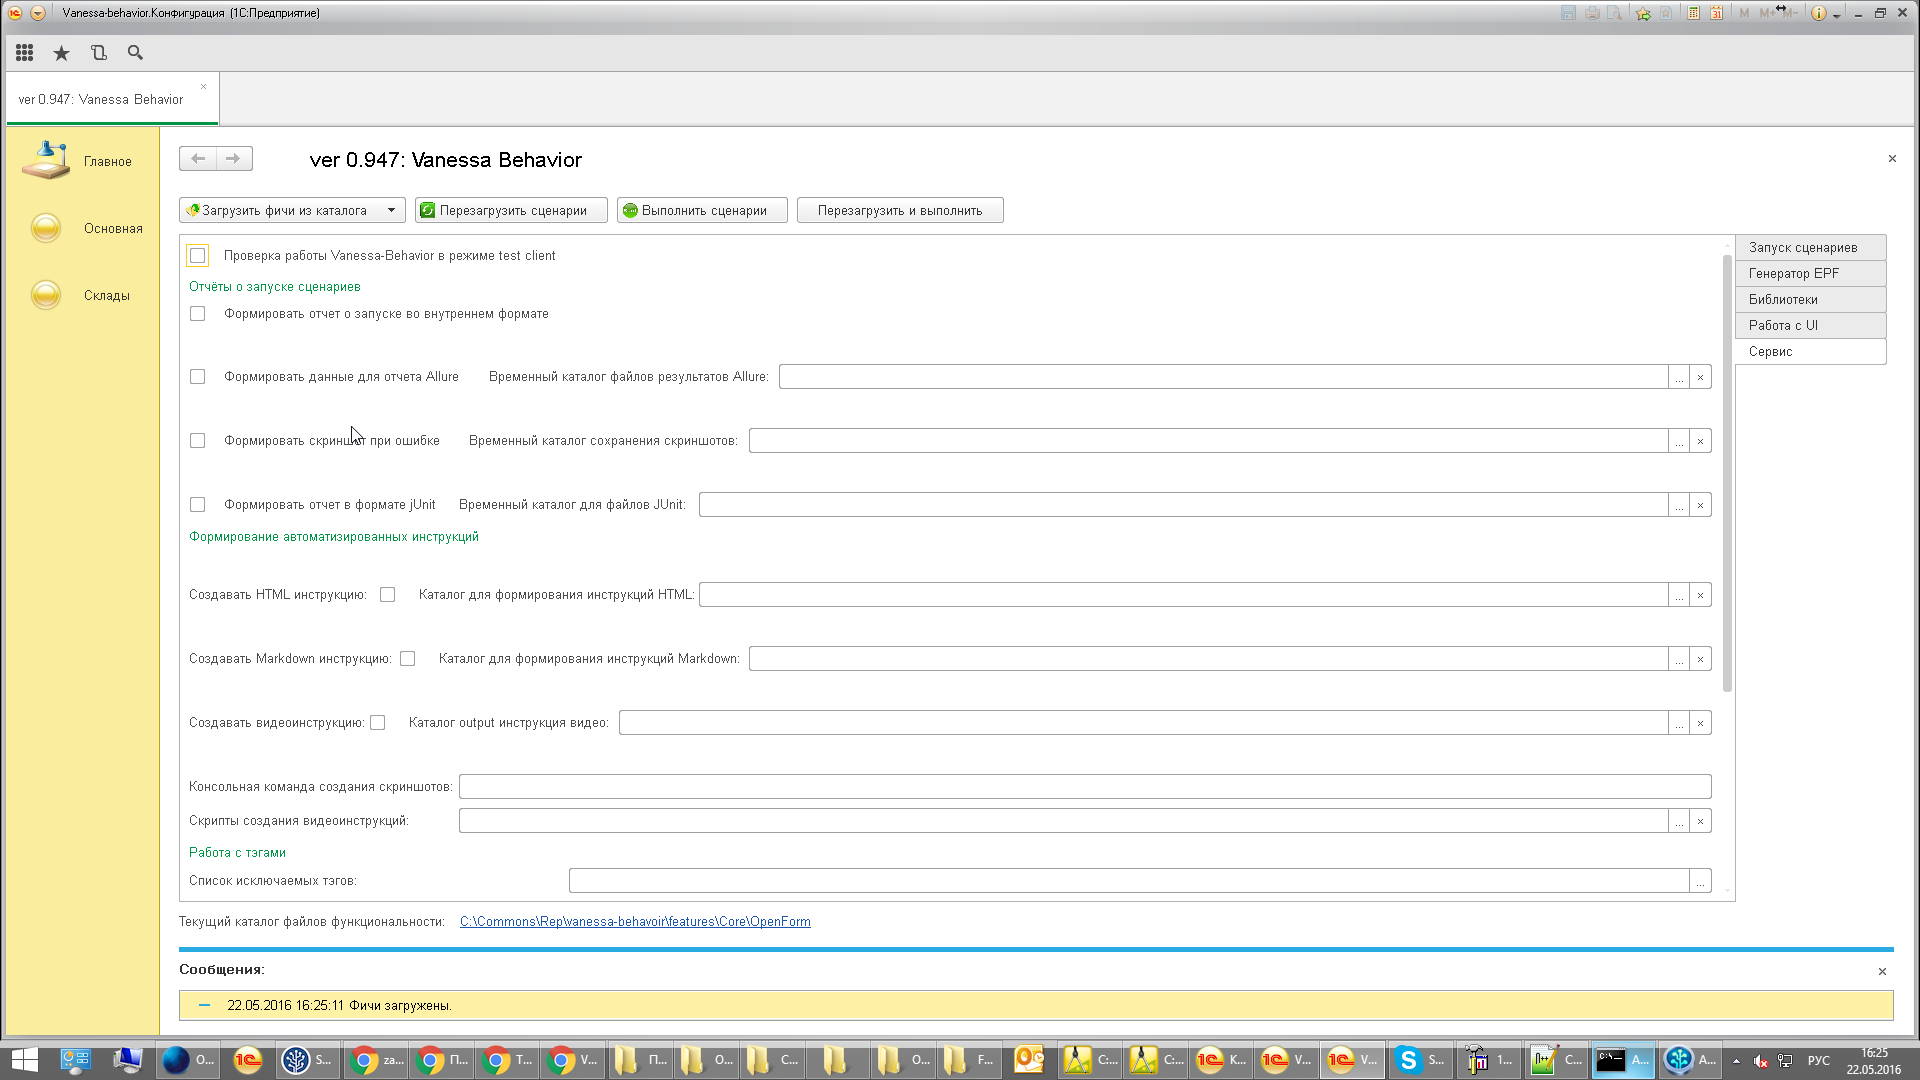 Vanessa-behavior.Конфигурация (1С:Предприятие)
M M+ M-
ver 0.947: Vanessa Behavior
Главное
Основная
Склады
ver 0.947: Vanessa Behavior
Загрузить фичи из каталога
Перезагрузить сценарии
Выполнить сценарии
Перезагрузить и выполнить
Проверка работы Vanessa-Behavior в режиме test client
Отчёты о запуске сценариев
Формировать отчет о запуске во внутреннем формате
Формировать данные для отчета Allure Временный каталог файлов результатов Allure: ...
Формировать скриншот при ошибке Временный каталог сохранения скриншотов: ...
Формировать отчет в формате jUnit Временный каталог для файлов JUnit: ...
Формирование автоматизированных инструкций
Создавать HTML инструкцию: Каталог для формирования инструкций HTML: ...
Создавать Markdown инструкцию: Каталог для формирования инструкций Markdown: ...
Создавать видеоинструкцию: Каталог output инструкция видео: ...
Консольная команда создания скриншотов:
Скрипты создания видеоинструкций: ...
Работа с тэгами
Список исключаемых тэгов: ...
Запуск сценариев
Генератор EPF
Библиотеки
Работа с UI
Сервис
Текущий каталог файлов функциональности: C:\Commons\Rep\vanessa-behavoir\features\Core\OpenForm
Сообщения:
22.05.2016 16:25:11 Фичи загружены.
O... S... za... П... T... V... П... О... С... О... F... C:... C:... К... V... V... S... 1... C... A... A... РУС
16:25
22.05.2016